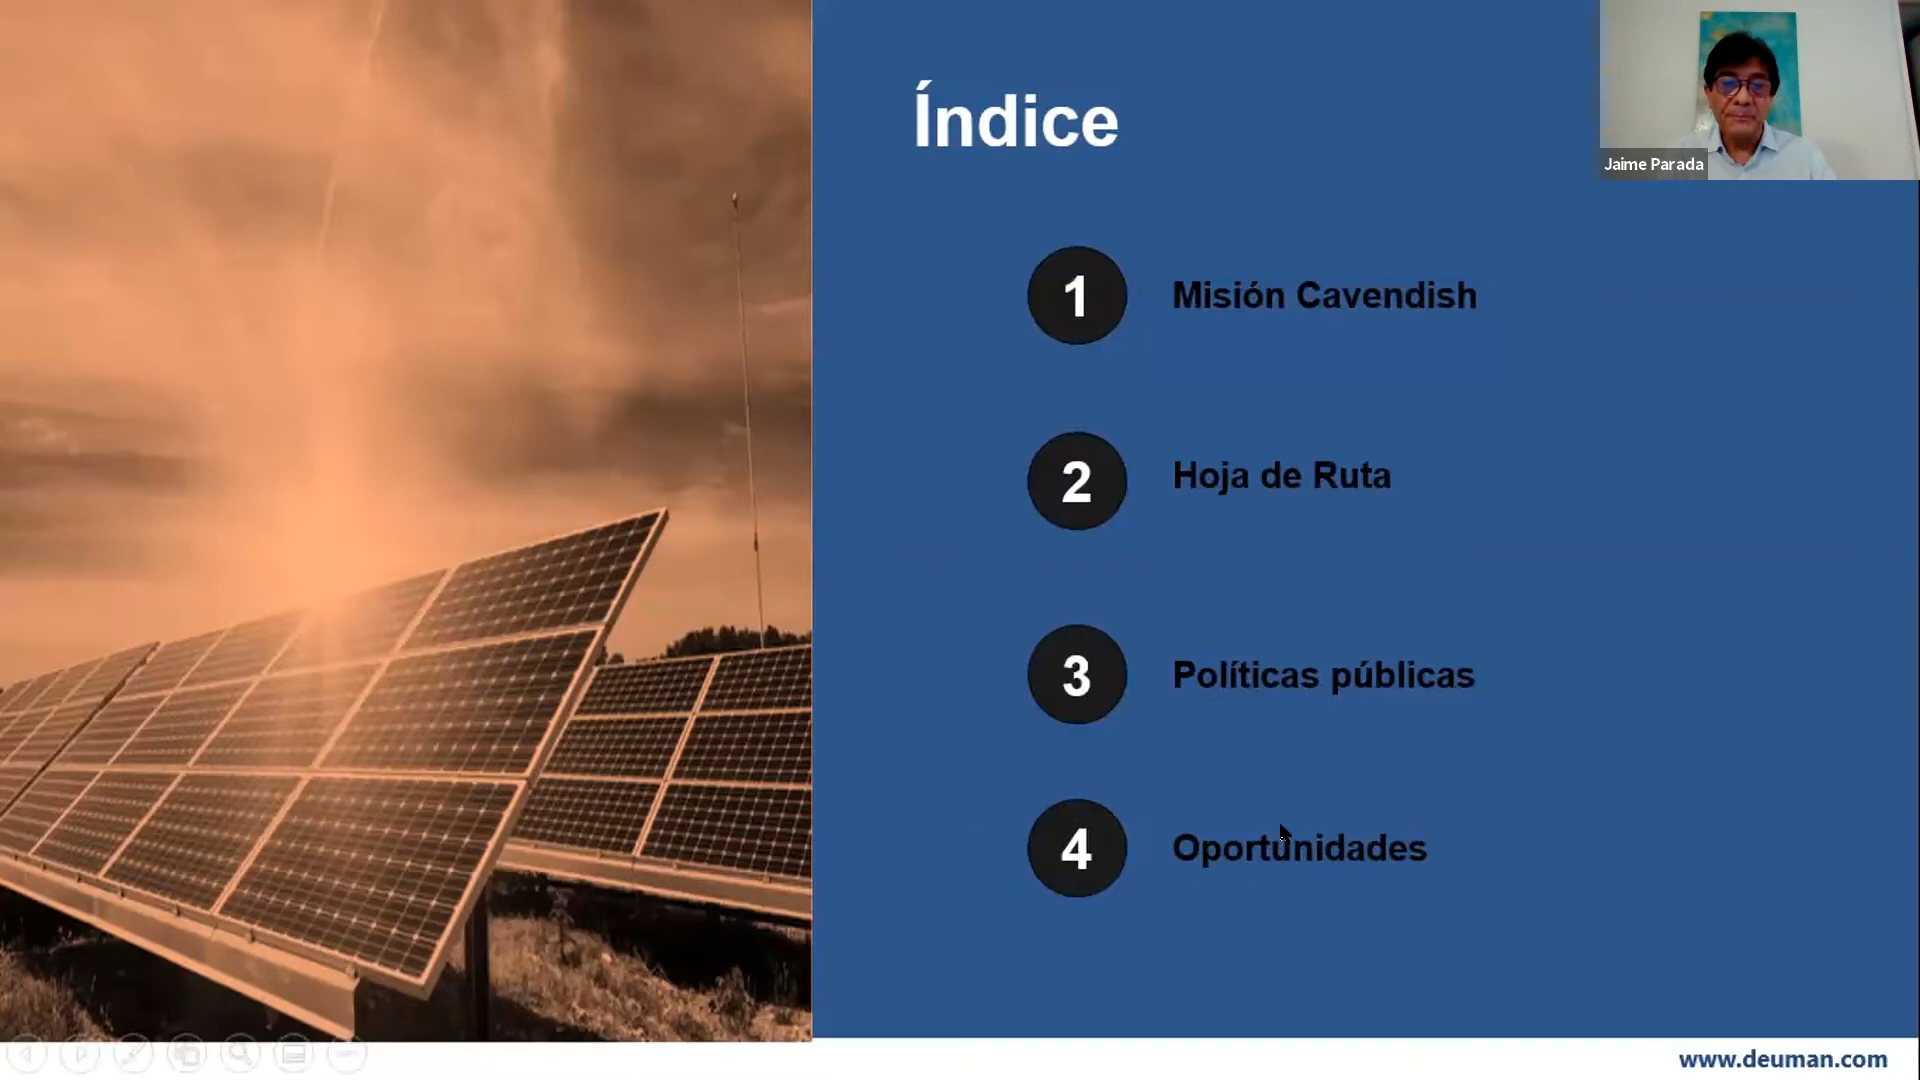 Índice
Jaime Parada
1 Misión Cavendish
2 Hoja de Ruta
3 Políticas públicas
4 Oportunidades
www.deuman.com